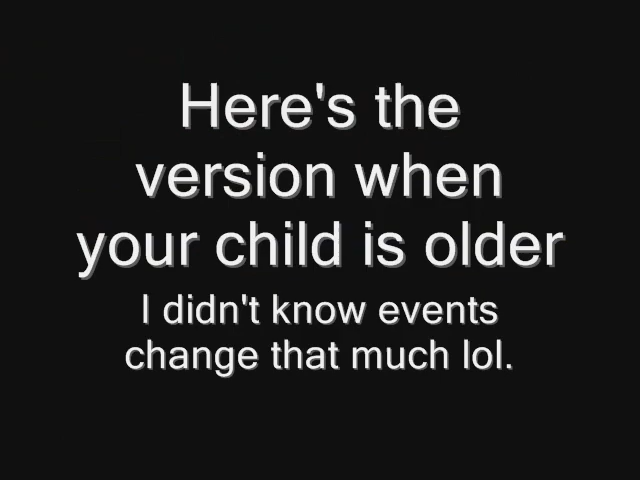 Here's the
version when
your child is older
I didn't know events
change that much lol.